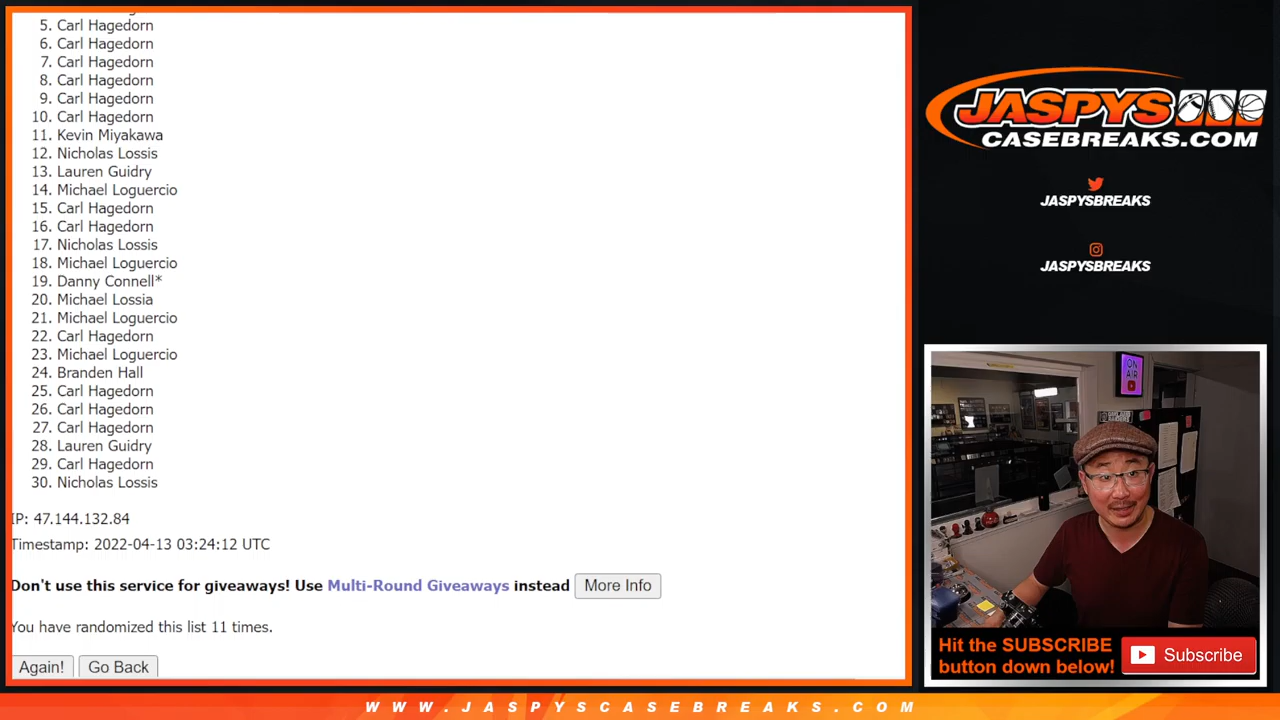 5. Carl Hagedorn
6. Carl Hagedorn
7. Carl Hagedorn
8. Carl Hagedorn
9. Carl Hagedorn
10. Carl Hagedorn
11. Kevin Miyakawa
12. Nicholas Lossis
13. Lauren Guidry
14. Michael Loguercio
15. Carl Hagedorn
16. Carl Hagedorn
17. Nicholas Lossis
18. Michael Loguercio
19. Danny Connell*
20. Michael Lossia
21. Michael Loguercio
22. Carl Hagedorn
23. Michael Loguercio
24. Branden Hall
25. Carl Hagedorn
26. Carl Hagedorn
27. Carl Hagedorn
28. Lauren Guidry
29. Carl Hagedorn
30. Nicholas Lossis
IP: 47.144.132.84
Timestamp: 2022-04-13 03:24:12 UTC
Don't use this service for giveaways! Use Multi-Round Giveaways instead More Info
You have randomized this list 11 times.
Again! Go Back
JASPYS
CASEBREAKS.COM
JASPYSBREAKS
JASPYSBREAKS
ON
AIR
Hit the SUBSCRIBE
button down below!
Subscribe
WWW.JASPYSCASEBREAKS.COM